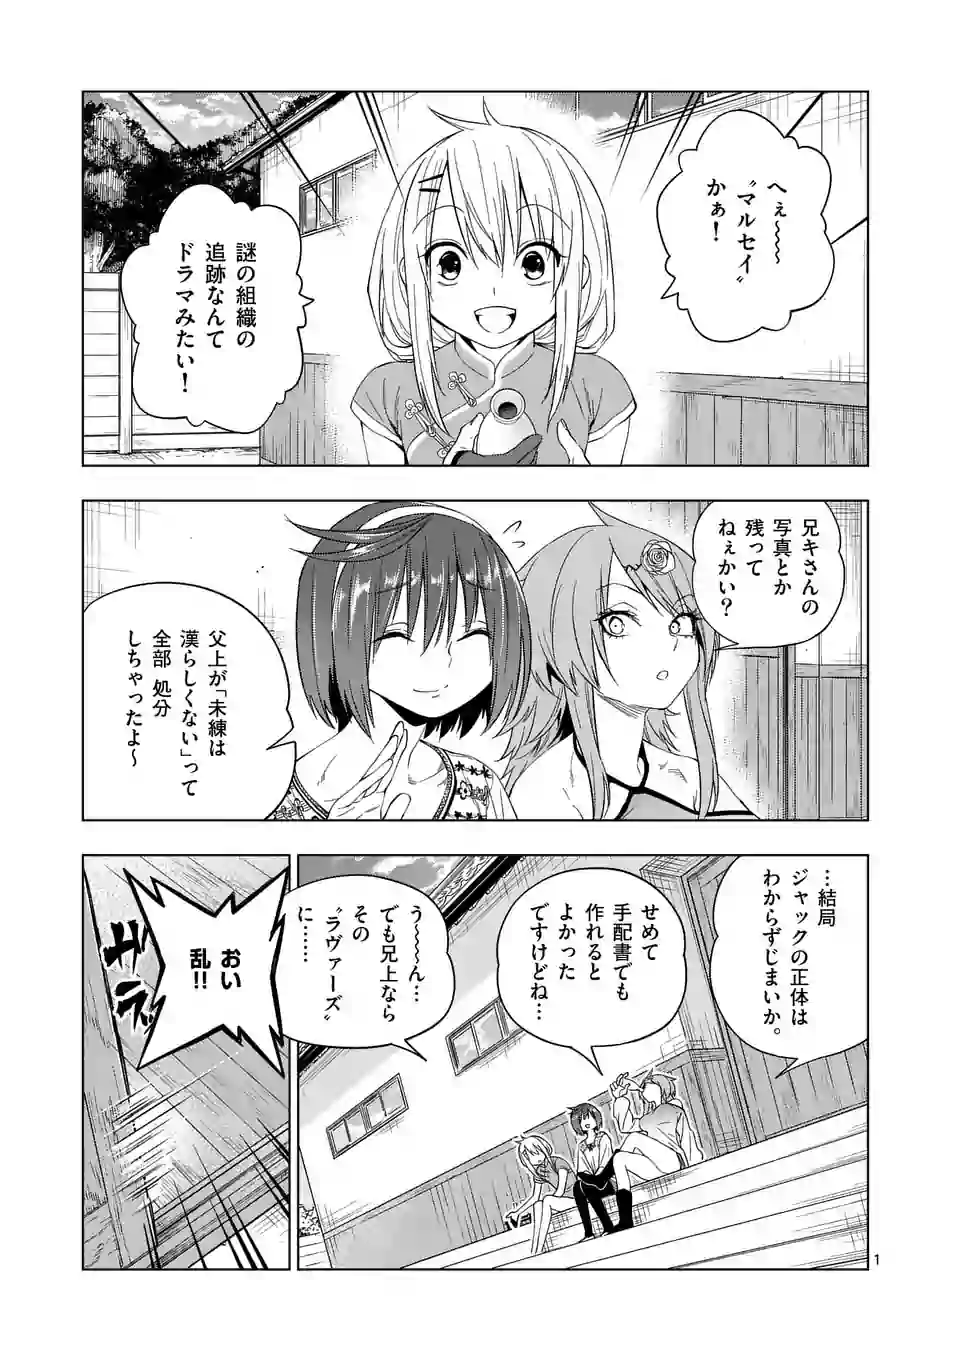 へぇ～～～～
〝マルセイ〟
かぁ！
謎の組織の
追跡なんて
ドラマみたい！
兄キさんの
写真とか
残って
ねぇかい？
父上が「未練は
漢らしくない」って
全部 処分
しちゃったよ～
…結局
ジャックの正体は
わからずじまいか。
せめて
手配書でも
作れると
よかった
ですけどね…
う～～～ん…
でも兄上なら
その
〝ラヴァーズ〟
に……
おい
乱!!
ガラ
1